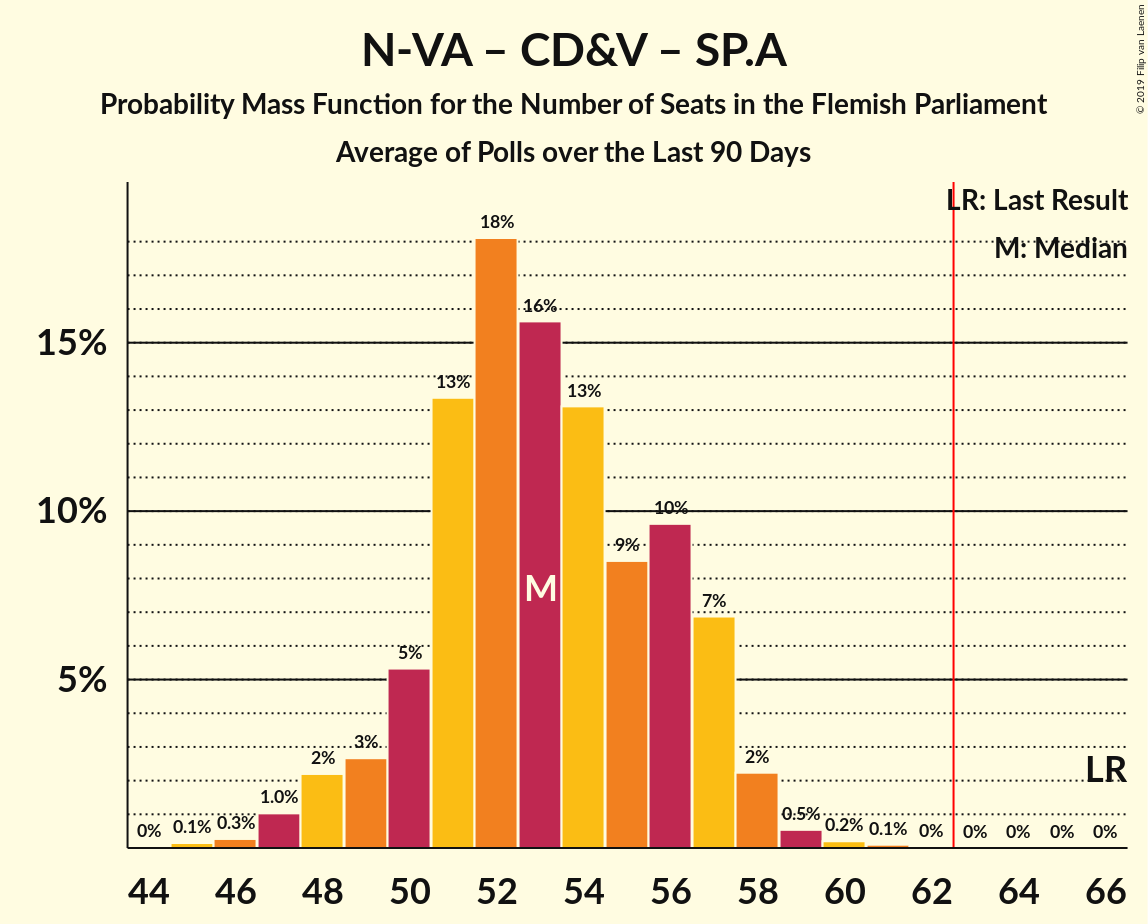 N-VA – CD&V – SP.A
Probability Mass Function for the Number of Seats in the Flemish Parliament
Average of Polls over the Last 90 Days
© 2019 Filip van Laenen
LR: Last Result
M: Median
15%
10%
5%
0%
0.1%
0.3%
1.0%
2%
3%
5%
13%
18%
16%
13%
9%
10%
7%
2%
0.5%
0.2%
0.1%
0%
0%
0%
0%
0%
M
LR
44 46 48 50 52 54 56 58 60 62 64 66